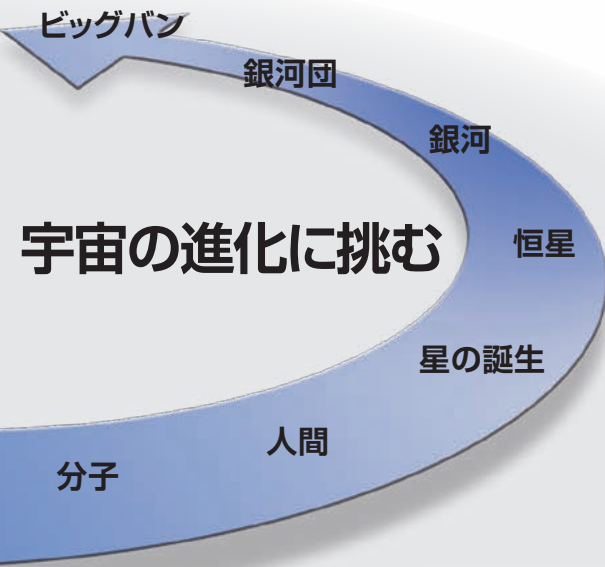 ビッグバン
銀河団
銀河
宇宙の進化に挑む
恒星
星の誕生
人間
分子